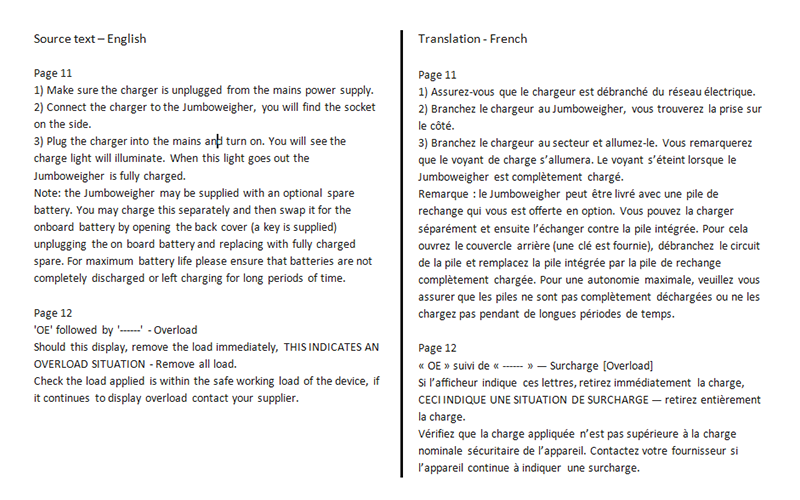 Source text – English
Page 11
1) Make sure the charger is unplugged from the mains power supply.
2) Connect the charger to the Jumboweigher, you will find the socket
on the side.
3) Plug the charger into the mains and turn on. You will see the
charge light will illuminate. When this light goes out the
Jumboweigher is fully charged.
Note: the Jumboweigher may be supplied with an optional spare
battery. You may charge this separately and then swap it for the
onboard battery by opening the back cover (a key is supplied)
unplugging the on board battery and replacing with fully charged
spare. For maximum battery life please ensure that batteries are not
completely discharged or left charging for long periods of time.
Page 12
'OE' followed by '------' - Overload
Should this display, remove the load immediately, THIS INDICATES AN
OVERLOAD SITUATION - Remove all load.
Check the load applied is within the safe working load of the device, if
it continues to display overload contact your supplier.
Translation - French
Page 11
1) Assurez-vous que le chargeur est débranché du réseau électrique.
2) Branchez le chargeur au Jumboweigher, vous trouverez la prise sur
le côté.
3) Branchez le chargeur au secteur et allumez-le. Vous remarquerez
que le voyant de charge s’allumera. Le voyant s’éteint lorsque le
Jumboweigher est complètement chargé.
Remarque : le Jumboweigher peut être livré avec une pile de
rechange qui vous est offerte en option. Vous pouvez la charger
séparément et ensuite l’échanger contre la pile intégrée. Pour cela
ouvrez le couvercle arrière (une clé est fournie), débranchez le circuit
de la pile et remplacez la pile intégrée par la pile de rechange
complètement chargée. Pour une autonomie maximale, veuillez vous
assurer que les piles ne sont pas complètement déchargées ou ne les
chargez pas pendant de longues périodes de temps.
Page 12
« OE » suivi de « ------ » — Surcharge [Overload]
Si l’afficheur indique ces lettres, retirez immédiatement la charge,
CECI INDIQUE UNE SITUATION DE SURCHARGE — retirez entièrement
la charge.
Vérifiez que la charge appliquée n’est pas supérieure à la charge
nominale sécuritaire de l’appareil. Contactez votre fournisseur si
l’appareil continue à indiquer une surcharge.